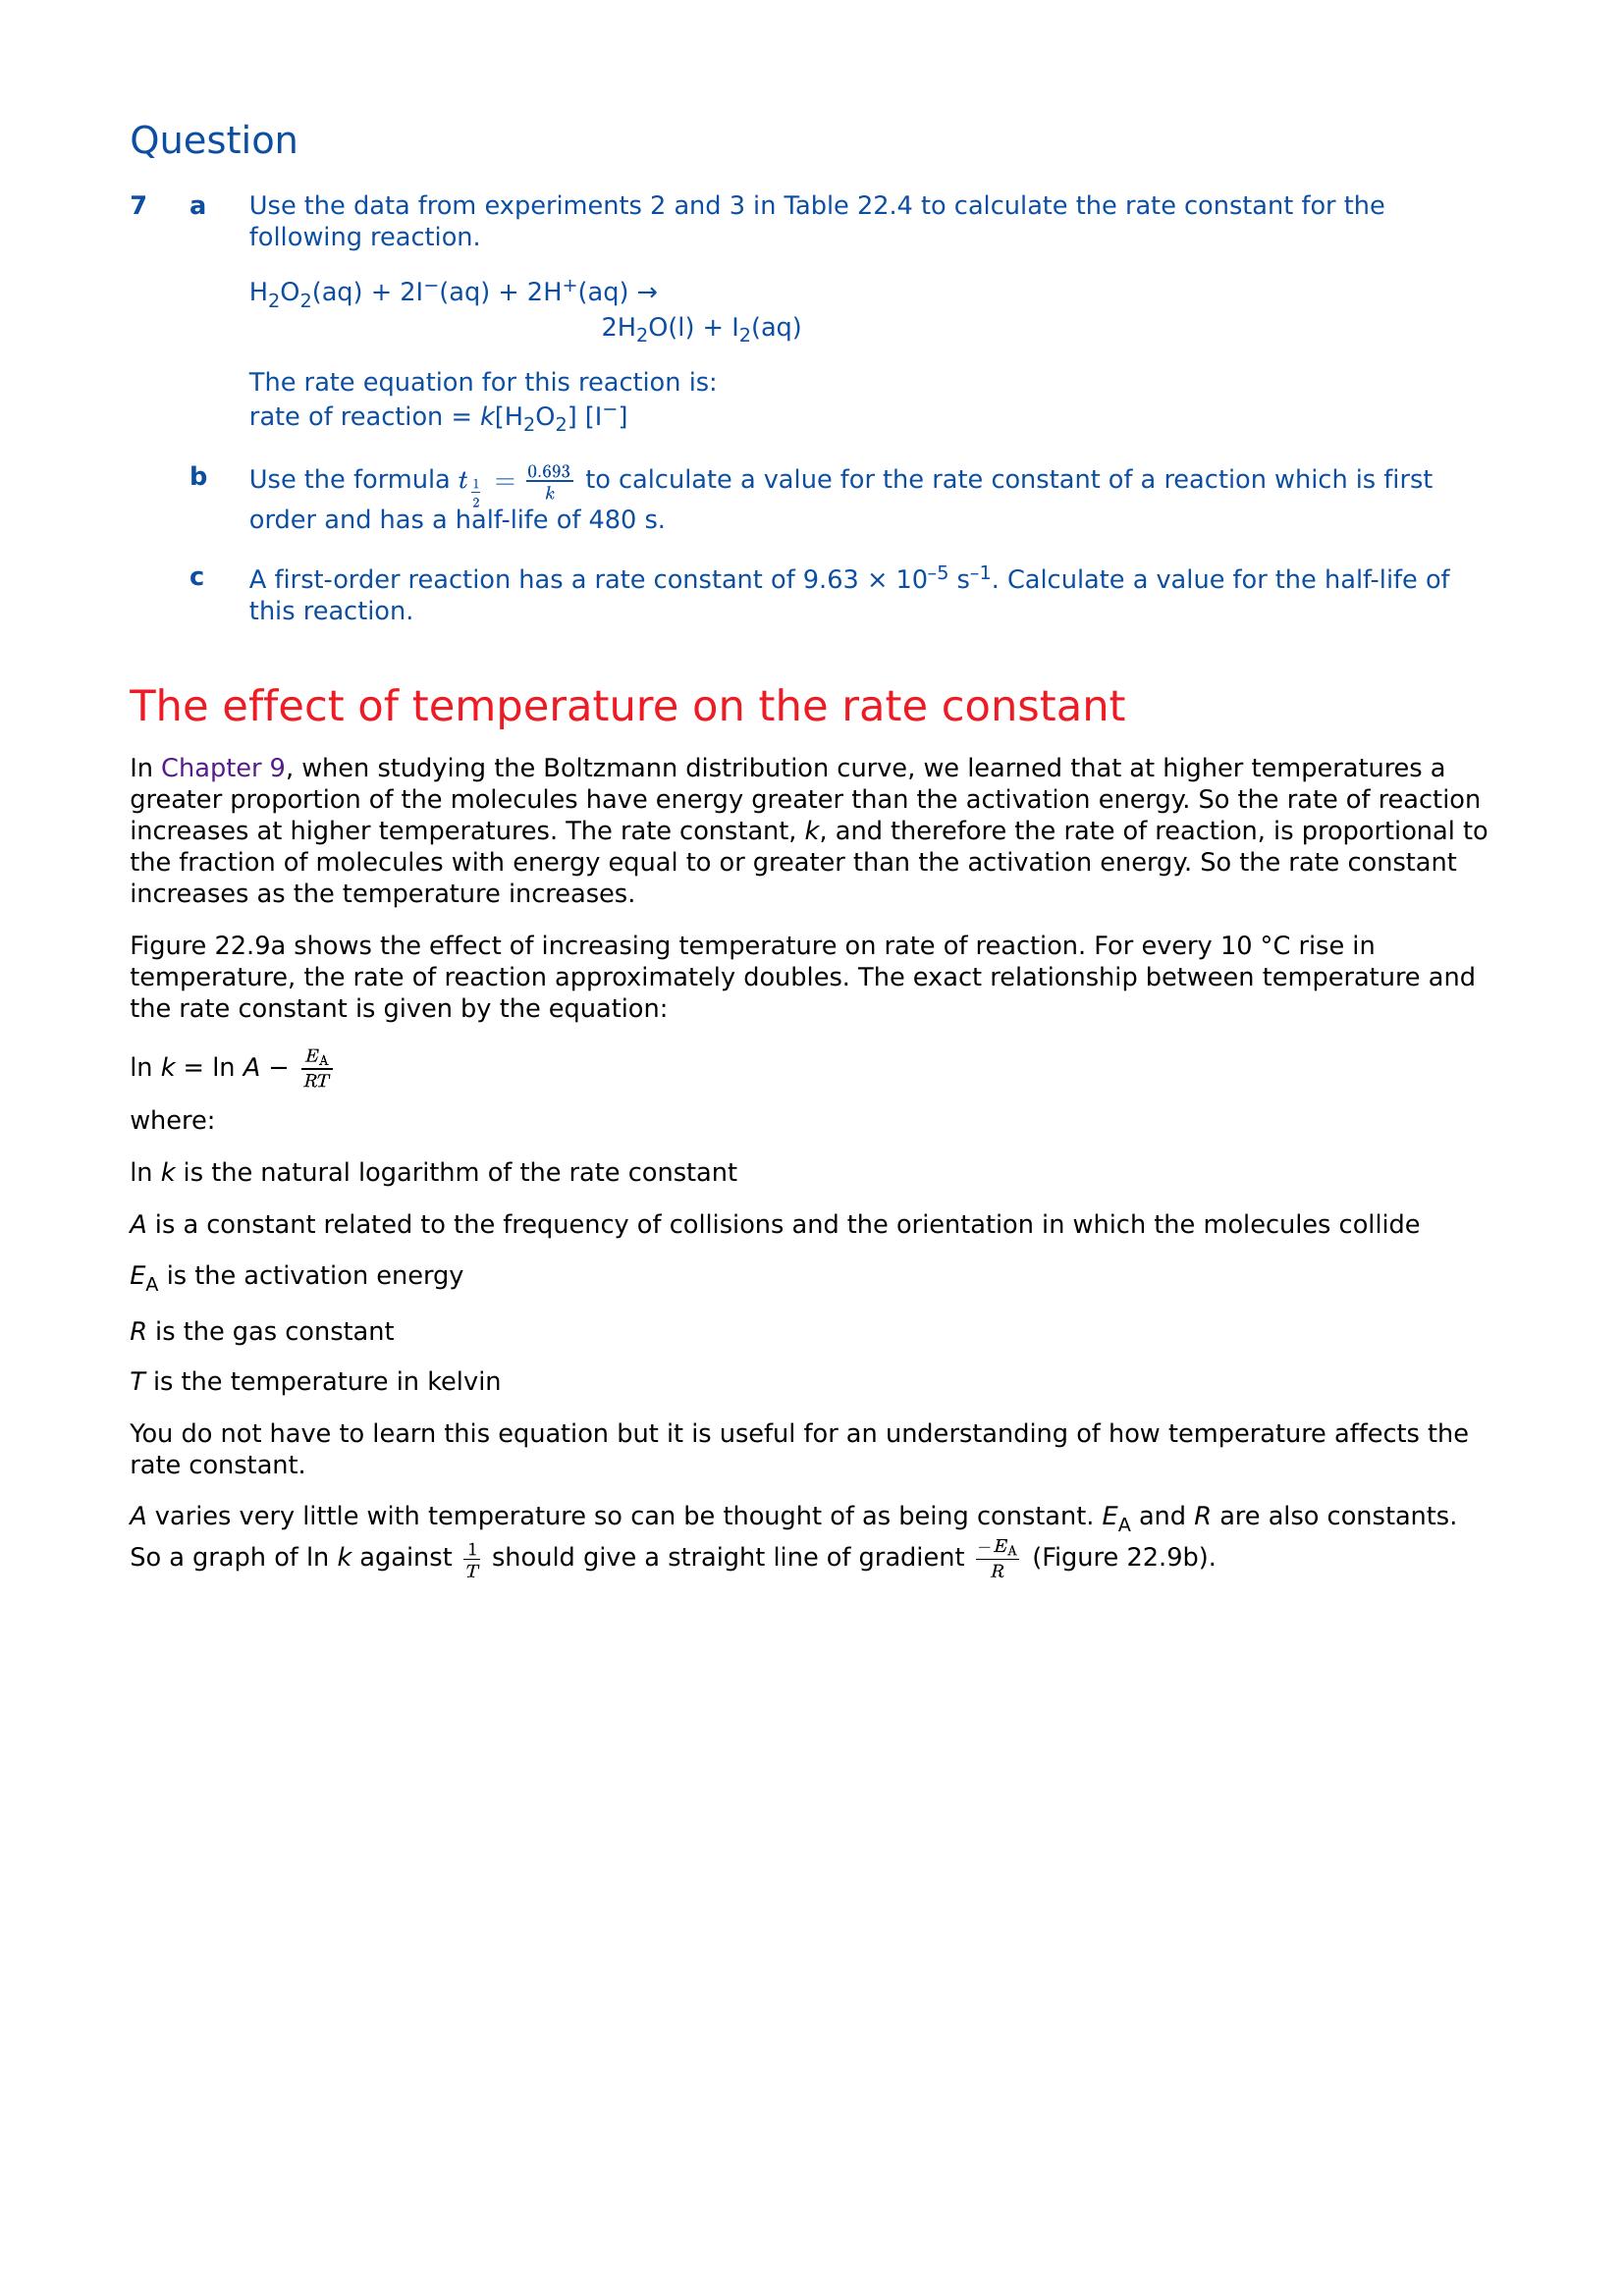 Question
7 a Use the data from experiments 2 and 3 in Table 22.4 to calculate the rate constant for the
following reaction.
H₂O₂(aq) + 2I⁻(aq) + 2H⁺(aq) →
2H₂O(l) + I₂(aq)
The rate equation for this reaction is:
rate of reaction = k[H₂O₂] [I⁻]
b Use the formula t_{1/2} = 0.693/k to calculate a value for the rate constant of a reaction which is first
order and has a half-life of 480 s.
c A first-order reaction has a rate constant of 9.63 × 10⁻⁵ s⁻¹. Calculate a value for the half-life of
this reaction.
The effect of temperature on the rate constant
In Chapter 9, when studying the Boltzmann distribution curve, we learned that at higher temperatures a
greater proportion of the molecules have energy greater than the activation energy. So the rate of reaction
increases at higher temperatures. The rate constant, k, and therefore the rate of reaction, is proportional to
the fraction of molecules with energy equal to or greater than the activation energy. So the rate constant
increases as the temperature increases.
Figure 22.9a shows the effect of increasing temperature on rate of reaction. For every 10 °C rise in
temperature, the rate of reaction approximately doubles. The exact relationship between temperature and
the rate constant is given by the equation:
ln k = ln A − E_A/RT
where:
ln k is the natural logarithm of the rate constant
A is a constant related to the frequency of collisions and the orientation in which the molecules collide
E_A is the activation energy
R is the gas constant
T is the temperature in kelvin
You do not have to learn this equation but it is useful for an understanding of how temperature affects the
rate constant.
A varies very little with temperature so can be thought of as being constant. E_A and R are also constants.
So a graph of ln k against 1/T should give a straight line of gradient −E_A/R (Figure 22.9b).